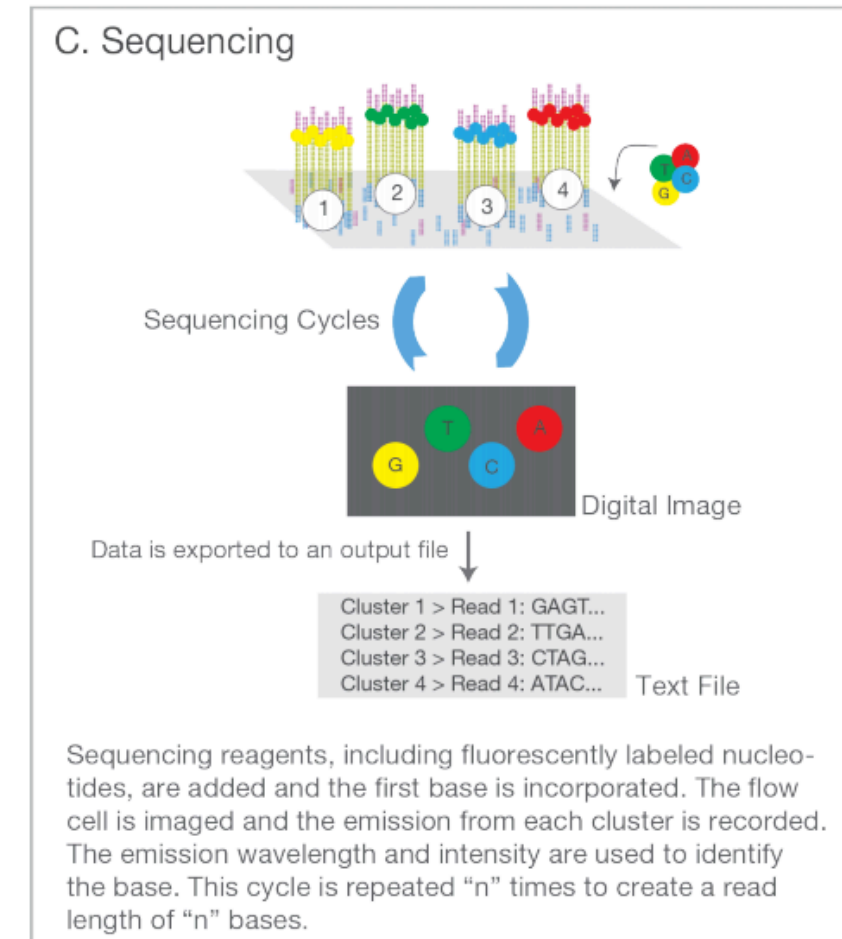 C. Sequencing
1
2
3
4
A
T
C
G
Sequencing Cycles
T
A
G
C
Digital Image
Data is exported to an output file
Cluster 1 > Read 1: GAGT...
Cluster 2 > Read 2: TTGA...
Cluster 3 > Read 3: CTAG...
Cluster 4 > Read 4: ATAC...
Text File
Sequencing reagents, including fluorescently labeled nucleo-
tides, are added and the first base is incorporated. The flow
cell is imaged and the emission from each cluster is recorded.
The emission wavelength and intensity are used to identify
the base. This cycle is repeated “n” times to create a read
length of “n” bases.